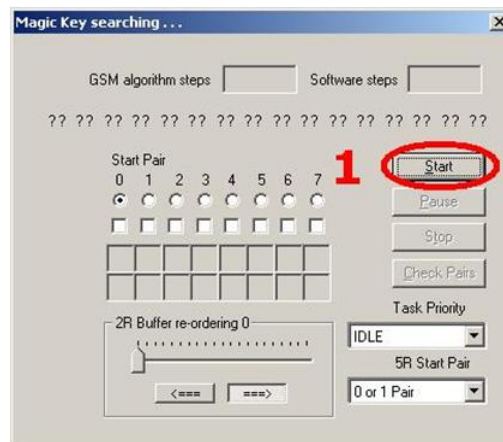 Magic Key searching . . .
GSM algorithm steps Software steps
?? ?? ?? ?? ?? ?? ?? ?? ?? ?? ?? ?? ?? ?? ?? ??
Start Pair
0 1 2 3 4 5 6 7
1
Start
Pause
Stop
Check Pairs
Task Priority
IDLE
5R Start Pair
0 or 1 Pair
2R Buffer re-ordering 0
<=== ===>